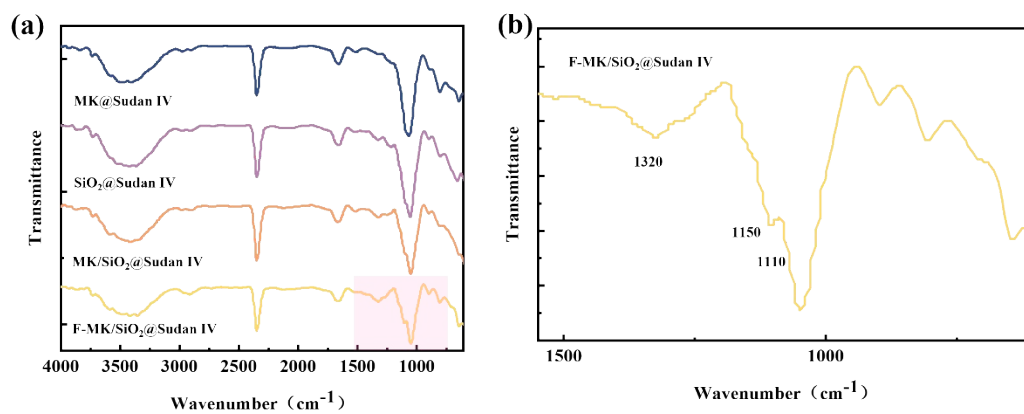 (a)
MK@Sudan IV
SiO₂@Sudan IV
MK/SiO₂@Sudan IV
F-MK/SiO₂@Sudan IV
Transmittance
4000 3500 3000 2500 2000 1500 1000
Wavenumber（cm⁻¹）
(b)
F-MK/SiO₂@Sudan IV
1320
1150
1110
Transmittance
1500 1000
Wavenumber（cm⁻¹）